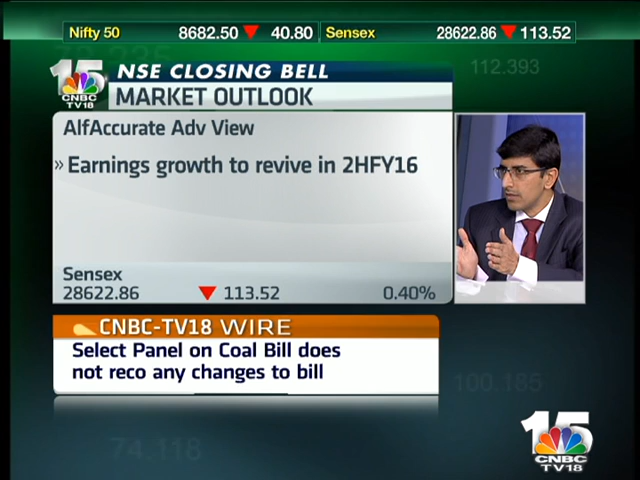 Nifty 50 8682.50 40.80 Sensex 28622.86 113.52
15
CNBC
TV18
NSE CLOSING BELL
112.393
MARKET OUTLOOK
AlfAccurate Adv View
» Earnings growth to revive in 2HFY16
Sensex
28622.86 113.52 0.40%
CNBC-TV18 WIRE
Select Panel on Coal Bill does
not reco any changes to bill
100.185
74.118
15
CNBC
TV18